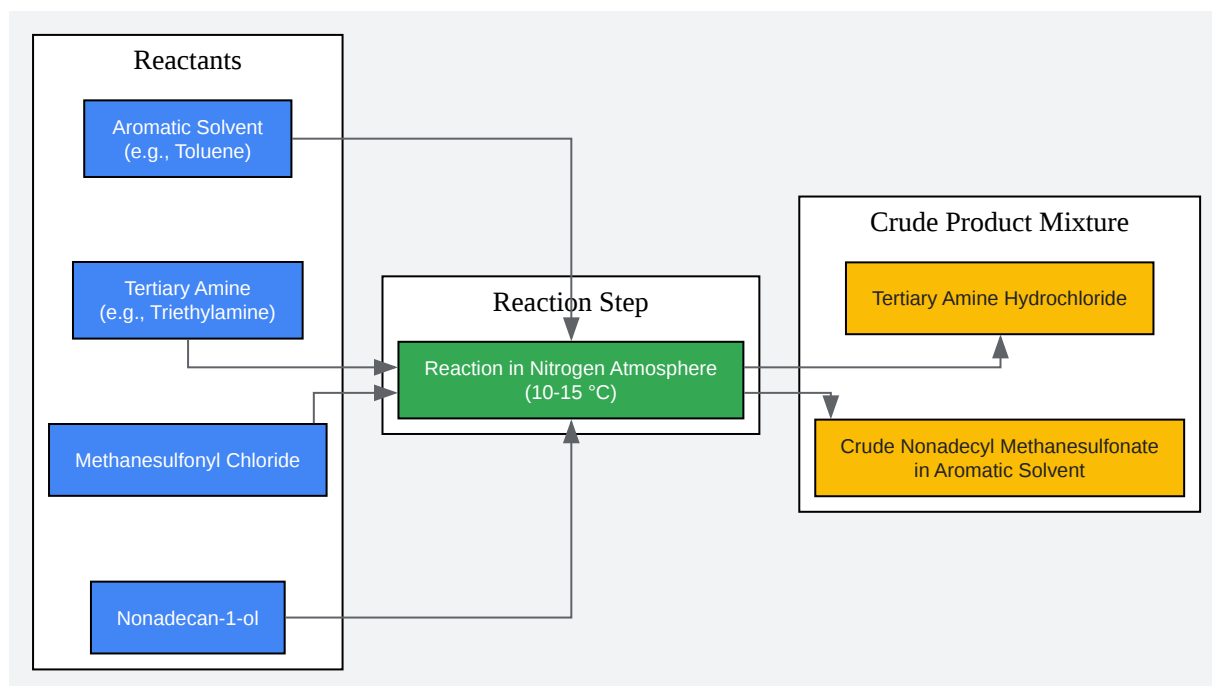 Reactants
Aromatic Solvent
(e.g., Toluene)
Tertiary Amine
(e.g., Triethylamine)
Methanesulfonyl Chloride
Nonadecan-1-ol
Reaction Step
Reaction in Nitrogen Atmosphere
(10-15 °C)
Crude Product Mixture
Tertiary Amine Hydrochloride
Crude Nonadecyl Methanesulfonate
in Aromatic Solvent